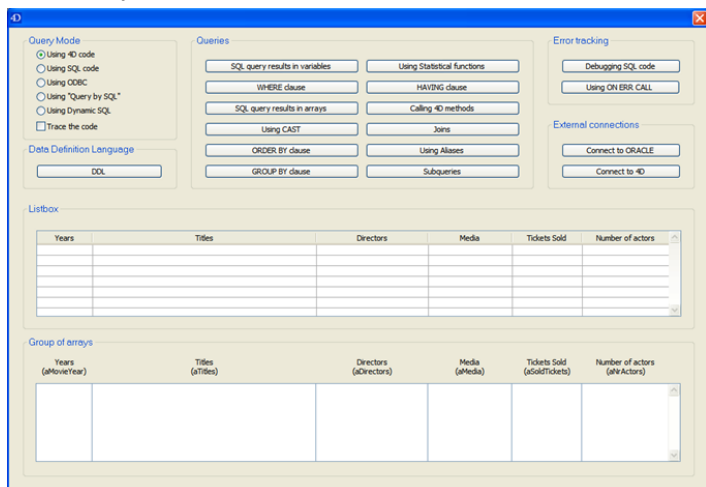 4D
Query Mode
Using 4D code
Using SQL code
Using ODBC
Using "Query by SQL"
Using Dynamic SQL
Trace the code
Data Definition Language
DDL
Queries
SQL query results in variables
Using Statistical functions
WHERE clause
HAVING clause
SQL query results in arrays
Calling 4D methods
Using CAST
Joins
ORDER BY clause
Using Aliases
GROUP BY clause
Subqueries
Error tracking
Debugging SQL code
Using ON ERR CALL
External connections
Connect to ORACLE
Connect to 4D
Listbox
Years Titles Directors Media Tickets Sold Number of actors
Group of arrays
Years Titles Directors Media Tickets Sold Number of actors
(aMovieYear) (aTitles) (aDirectors) (aMedia) (aSoldTickets) (aNrActors)